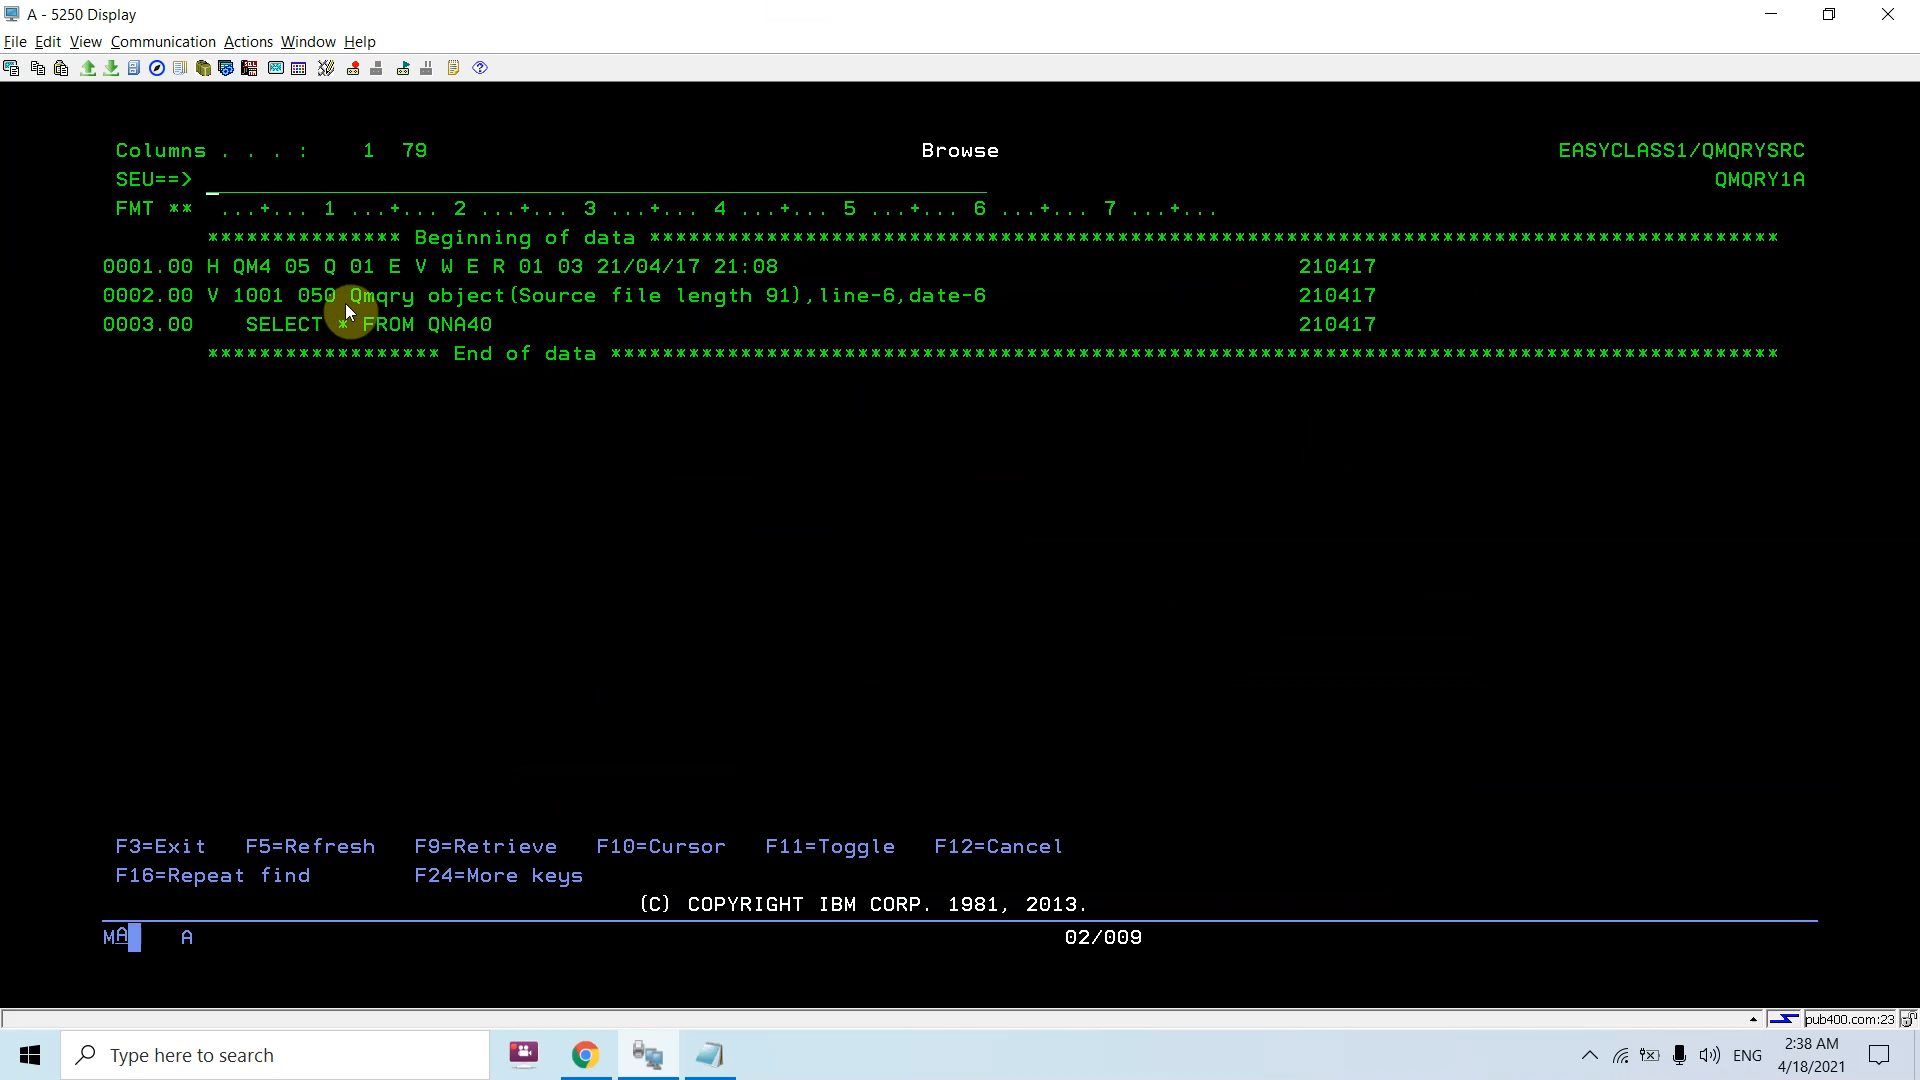 A - 5250 Display
File Edit View Communication Actions Window Help
Columns . . . :    1  79                    Browse                    EASYCLASS1/QMQRYSRC
SEU==>                                                                 QMQRY1A
FMT **  ...+... 1 ...+... 2 ...+... 3 ...+... 4 ...+... 5 ...+... 6 ...+... 7 ...+...
*************** Beginning of data ***************************************************************************************
0001.00 H QM4 05 Q 01 E V W E R 01 03 21/04/17 21:08                    210417
0002.00 V 1001 050 Qmqry object(Source file length 91),line-6,date-6    210417
0003.00    SELECT * FROM QNA40                                          210417
****************** End of data ******************************************************************************************
F3=Exit   F5=Refresh   F9=Retrieve   F10=Cursor   F11=Toggle   F12=Cancel
F16=Repeat find        F24=More keys
(C) COPYRIGHT IBM CORP. 1981, 2013.
MA    A    02/009
pub400.com:23
Type here to search
ENG
2:38 AM
4/18/2021